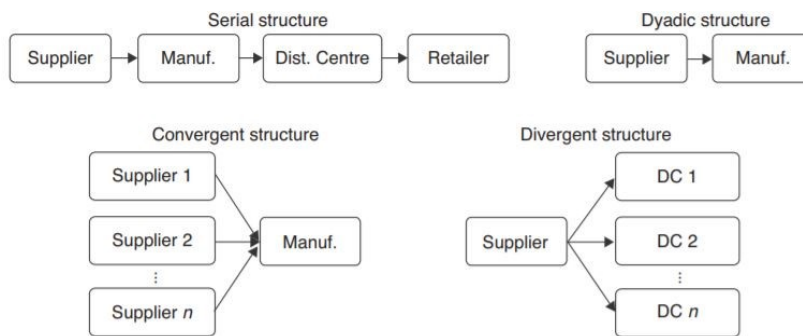 Serial structure
Supplier
Manuf.
Dist. Centre
Retailer
Dyadic structure
Supplier
Manuf.
Convergent structure
Supplier 1
Supplier 2
⋮
Supplier n
Manuf.
Divergent structure
Supplier
DC 1
DC 2
⋮
DC n